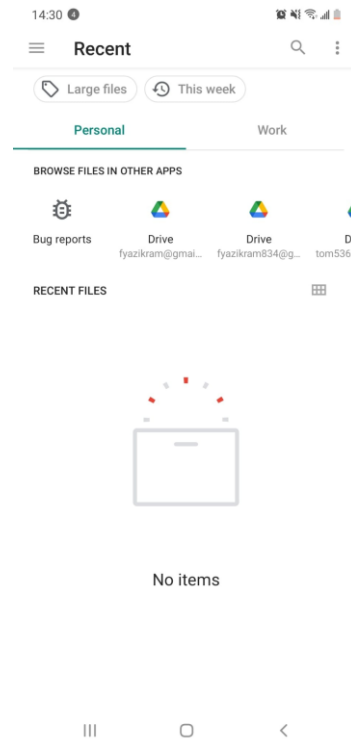 14:30 4
Recent
Large files
This week
Personal
Work
BROWSE FILES IN OTHER APPS
Bug reports
Drive
Drive
D
fyazikram@gmai...
fyazikram834@g...
tom536
RECENT FILES
No items